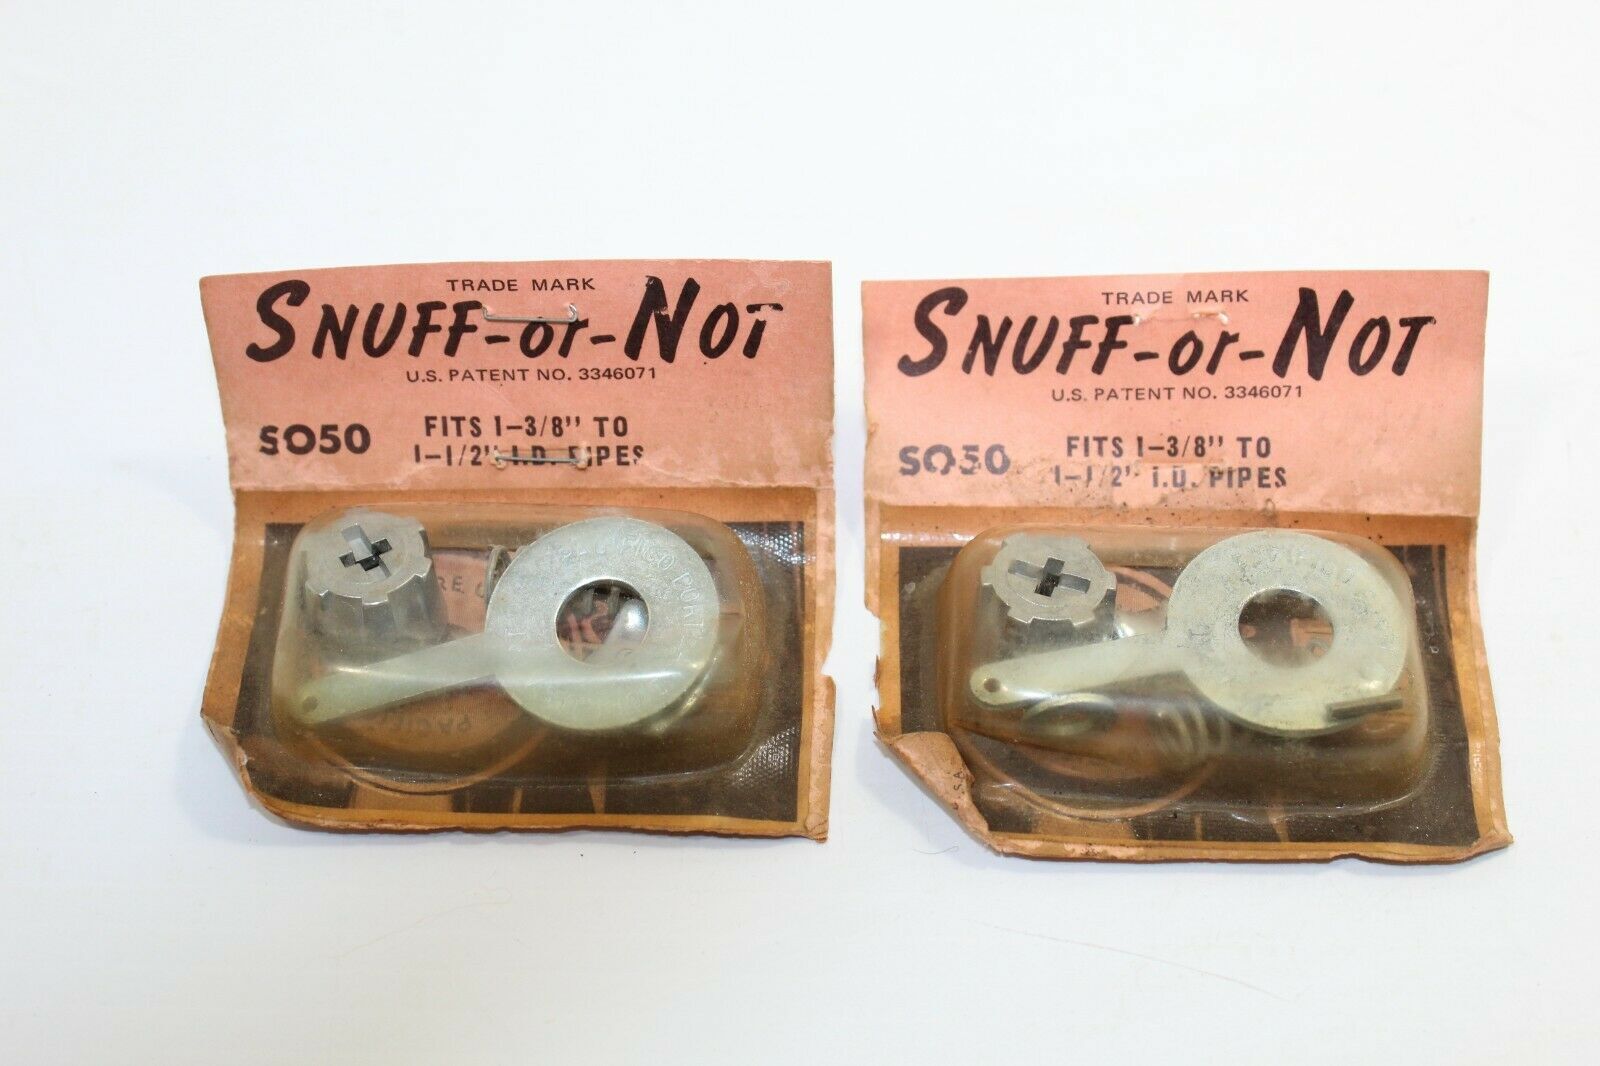 TRADE MARK
SNUFF-or-NOT
U.S. PATENT NO. 3346071
SO50
FITS 1-3/8" TO
1-1/2" I.D. PIPES
TRADE MARK
SNUFF-or-NOT
U.S. PATENT NO. 3346071
SO50
FITS 1-3/8" TO
1-1/2" I.D. PIPES